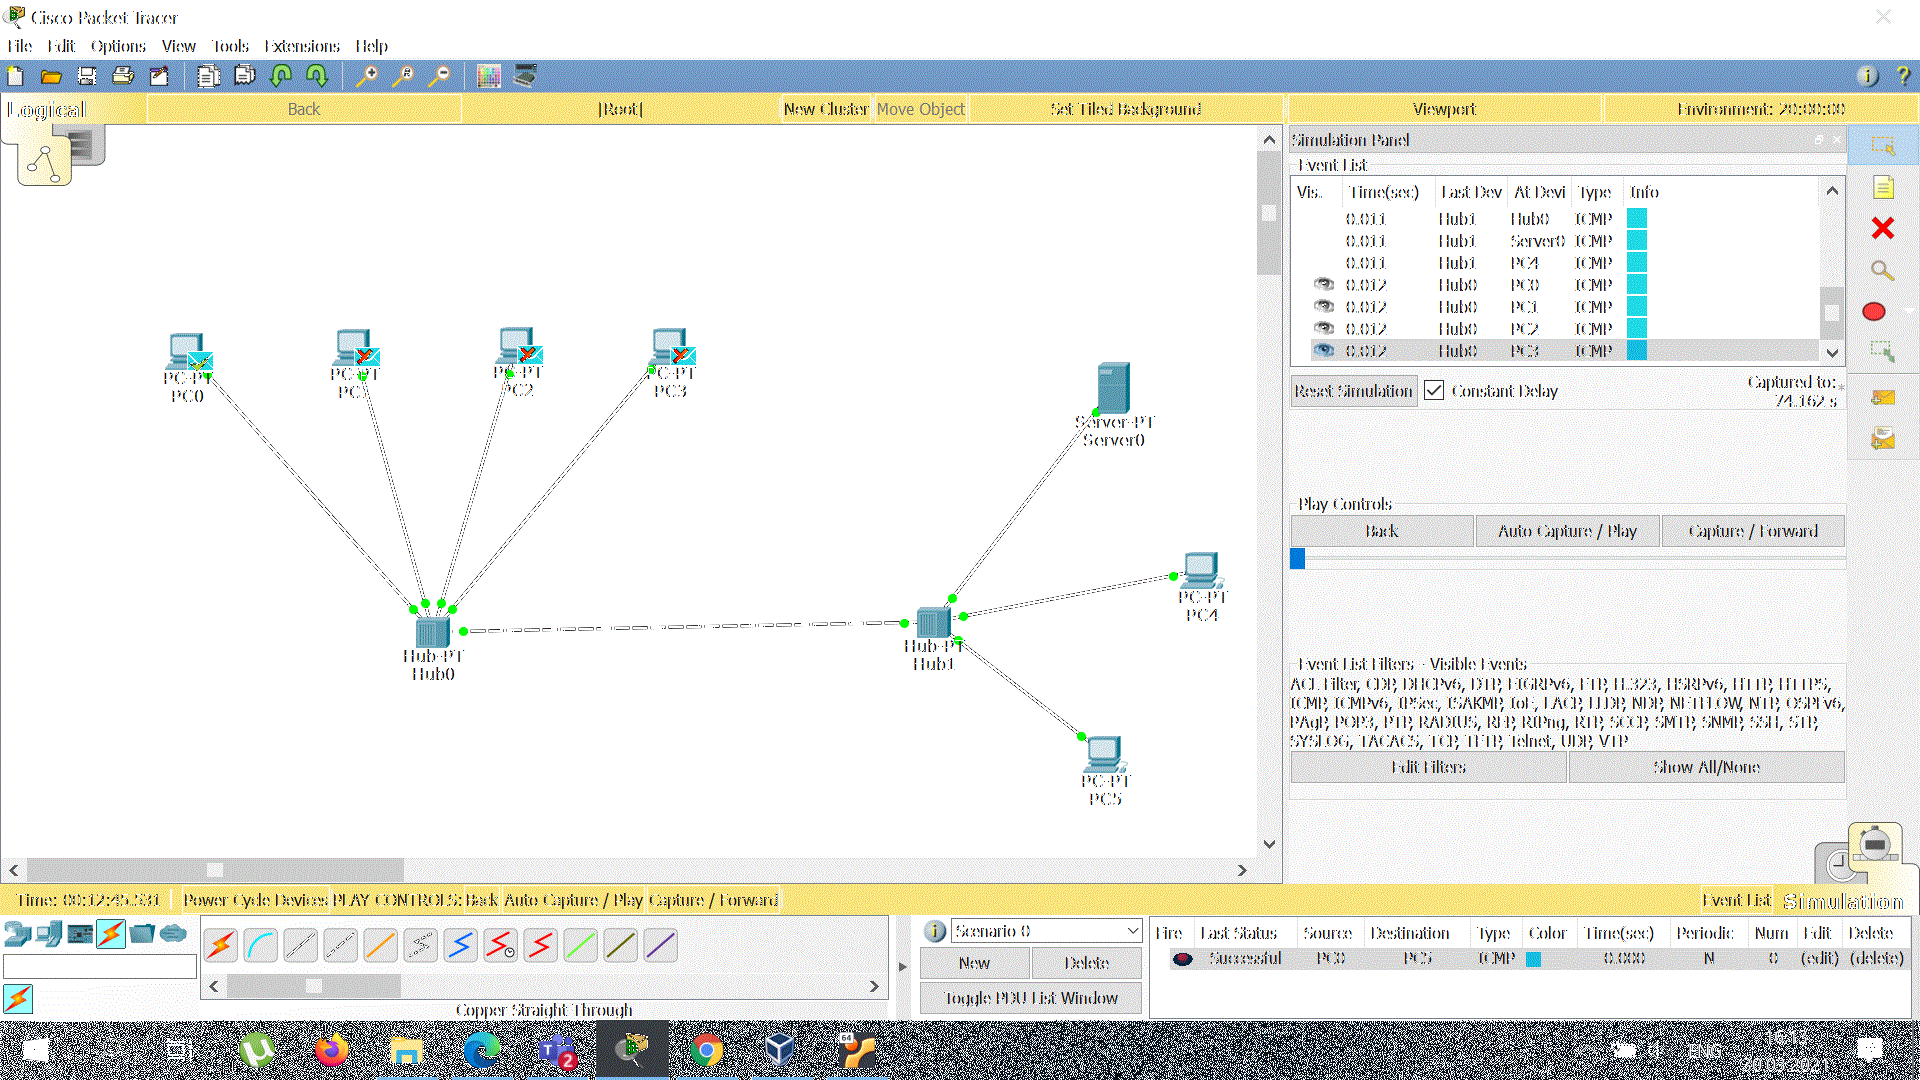 Cisco Packet Tracer
File Edit Options View Tools Extensions Help
Logical Back [Root] New Cluster Move Object Set Tiled Background Viewport Environment: 20:00:00
Simulation Panel
Event List
Vis. Time(sec) Last Dev At Devi Type Info
0.011 Hub1 Hub0 ICMP
0.011 Hub1 Server0 ICMP
0.011 Hub1 PC4 ICMP
0.012 Hub0 PC0 ICMP
0.012 Hub0 PC1 ICMP
0.012 Hub0 PC2 ICMP
0.012 Hub0 PC3 ICMP
Reset Simulation Constant Delay Captured to:
74.162 s
Play Controls
Back Auto Capture / Play Capture / Forward
Event List Filters - Visible Events
ACL Filter, CDP, DHCPv6, DTP, EIGRPv6, FTP, H.323, HSRPv6, HTTP, HTTPS,
ICMP, ICMPv6, IPSec, ISAKMP, IoE, LACP, LLDP, NDP, NETFLOW, NTP, OSPFv6,
PAgP, POP3, PTP, RADIUS, REP, RIPng, RTP, SCCP, SMTP, SNMP, SSH, STP,
SYSLOG, TACACS, TCP, TFTP, Telnet, UDP, VTP
Edit Filters Show All/None
PC-PT
PC0
PC-PT
PC1
PC-PT
PC2
PC-PT
PC3
Server-PT
Server0
PC-PT
PC4
Hub-PT
Hub0
Hub-PT
Hub1
PC-PT
PC5
Time: 00:12:45.531 Power Cycle Devices PLAY CONTROLS: Back Auto Capture / Play Capture / Forward Event List Simulation
Scenario 0
New Delete
Toggle PDU List Window
Fire Last Status Source Destination Type Color Time(sec) Periodic Num Edit Delete
Successful PC0 PC5 ICMP 0.000 N 0 (edit) (delete)
Copper Straight-Through
2
64
ENG